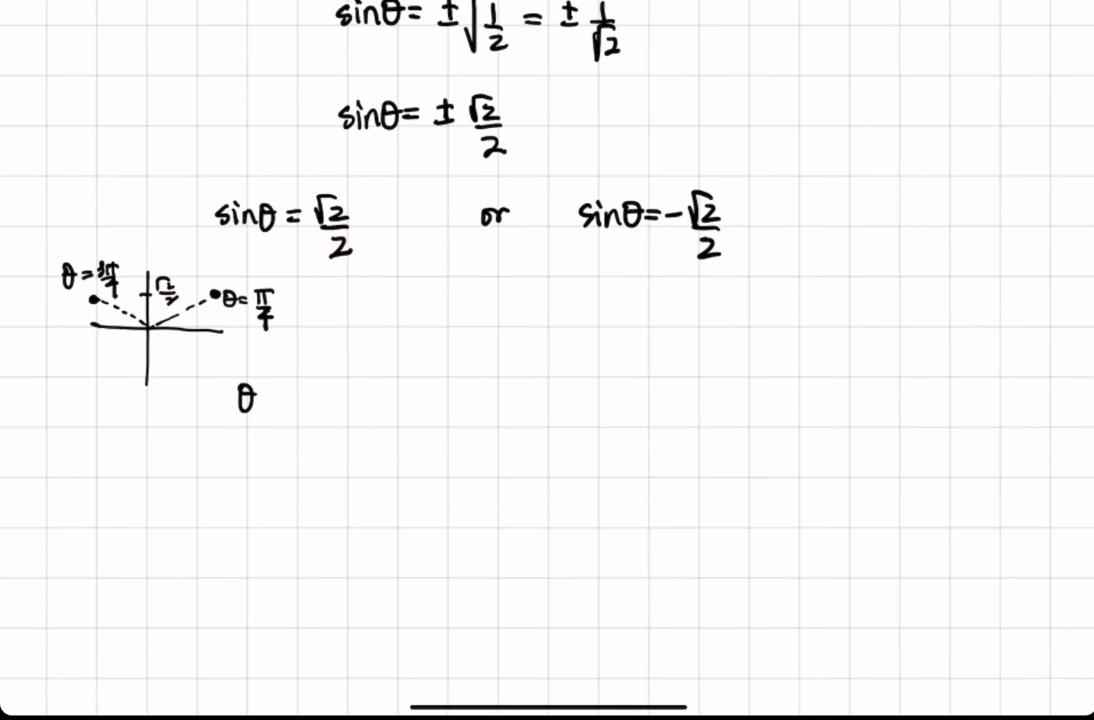 sinθ = ± √(1/2) = ± 1/√2
sinθ = ± √2/2
sinθ = √2/2 or sinθ = -√2/2
θ = 3π/4 √2/2 θ = π/4
θ